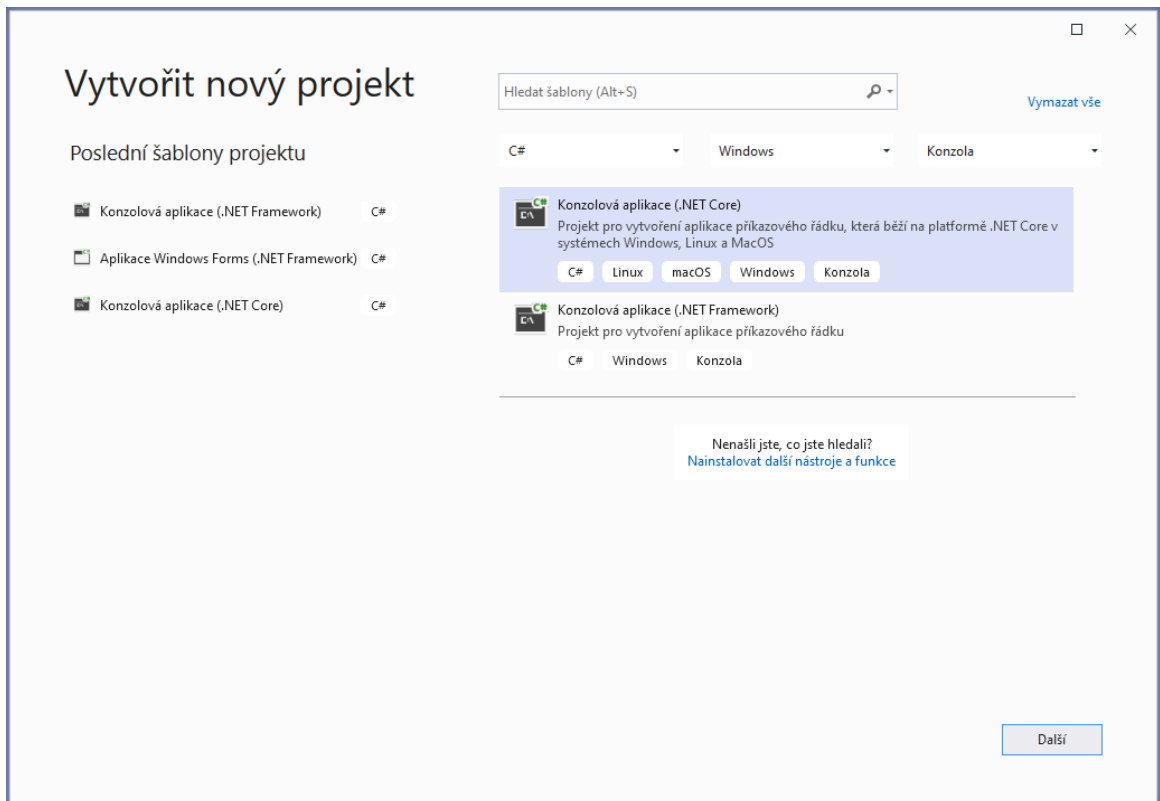 Vytvořit nový projekt
Hledat šablony (Alt+S)
Vymazat vše
Poslední šablony projektu
C#
Windows
Konzola
Konzolová aplikace (.NET Framework)
C#
Aplikace Windows Forms (.NET Framework)
C#
Konzolová aplikace (.NET Core)
C#
Konzolová aplikace (.NET Core)
Projekt pro vytvoření aplikace příkazového řádku, která běží na platformě .NET Core v
systémech Windows, Linux a MacOS
C# Linux macOS Windows Konzola
Konzolová aplikace (.NET Framework)
Projekt pro vytvoření aplikace příkazového řádku
C# Windows Konzola
Nenašli jste, co jste hledali?
Nainstalovat další nástroje a funkce
Další